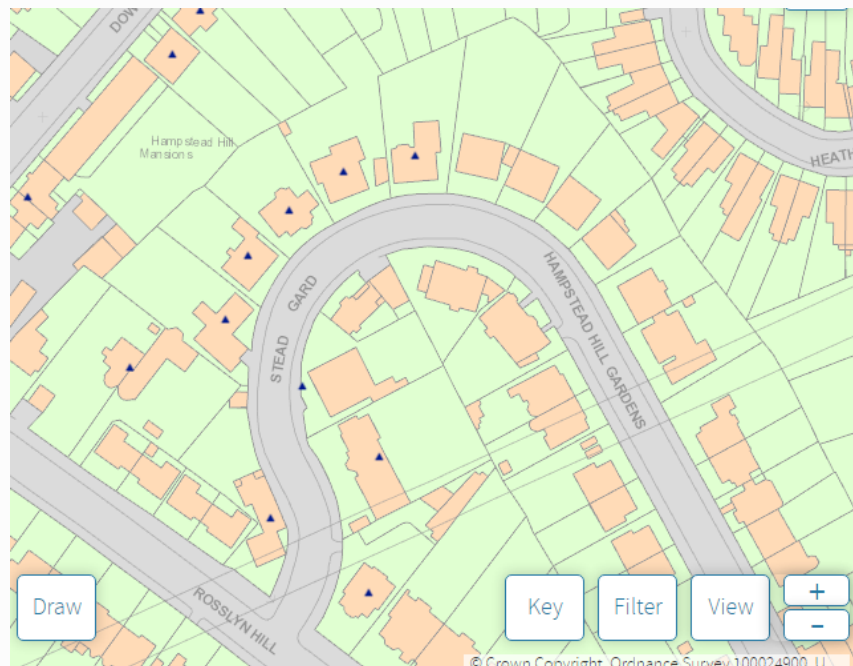 DOW
Hampstead Hill
Mansions
HEATH
STEAD
GARD
HAMPSTEAD HILL GARDENS
ROSSLYN HILL
Draw
Key
Filter
View
+
−
© Crown Copyright, Ordnance Survey 100024900, U